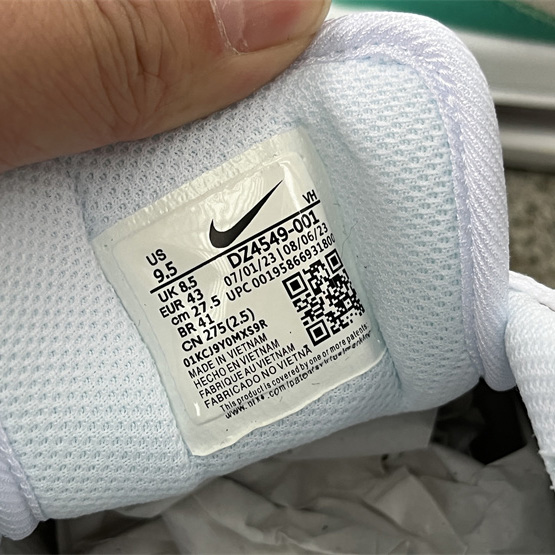 VH
US
9.5
DZ4549-001
UK 8.5
07/01/23 | 08/06/23
EUR 43
UPC 00195866931800
cm 27.5
BR 41
CN 275(2.5)
01KCJ9Y0MXS9R
MADE IN VIETNAM
HECHO EN VIETNAM
FABRIQUE AU VIETNAM
FABRICADO NO VIETNÃ
This product is covered by one or more patents